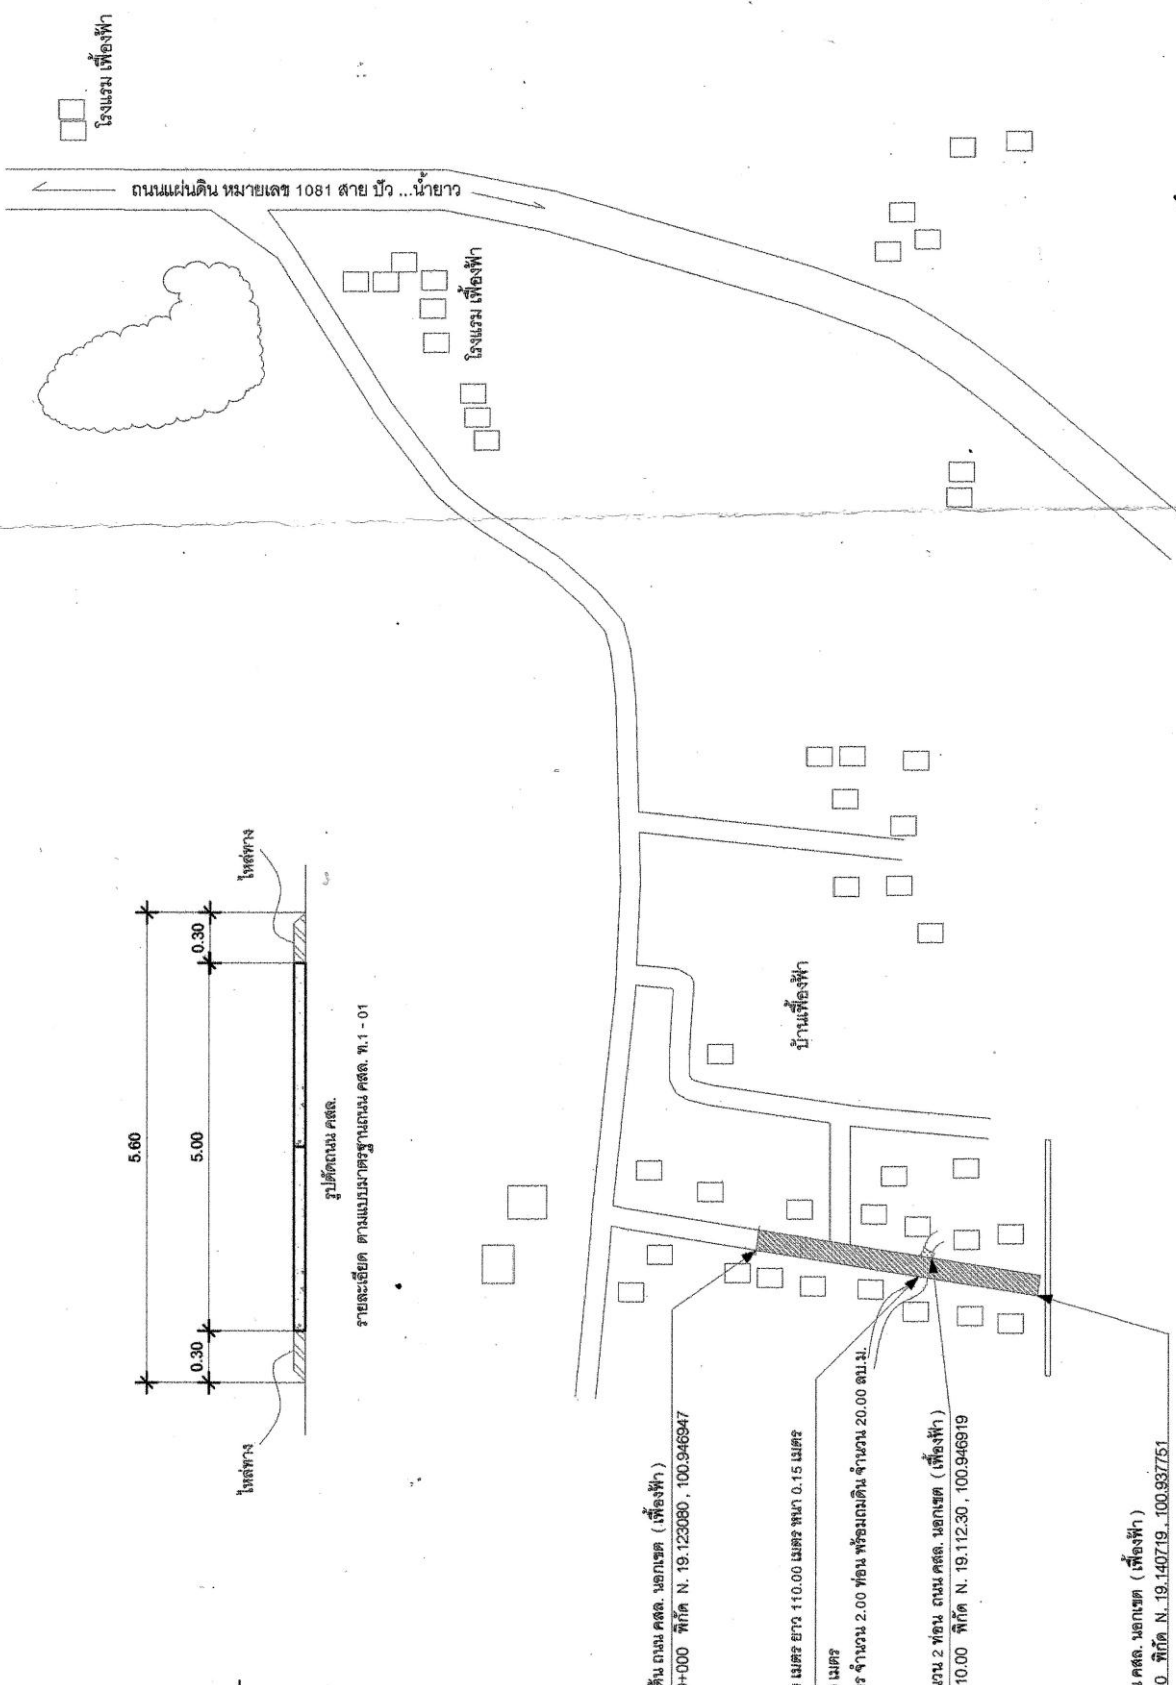 โรงแรม เฟื่องฟ้า
ถนนแผ่นดิน หมายเลข 1081 สาย ปัว ...น้ำยาว
โรงแรม เฟื่องฟ้า
5.60
0.30
5.00
0.30
ไหล่ทาง
ไหล่ทาง
รูปตัดถนน คสล.
รายละเอียด ตามแบบมาตรฐานถนน คสล. ท.1 - 01
บ้านเฟื่องฟ้า
ต้น ถนน คสล. นอกเขต ( เฟื่องฟ้า )
0+000 พิกัด N. 19.123080 , 100.946947
เมตร ยาว 110.00 เมตร หนา 0.15 เมตร
เมตร
จำนวน 2.00 ท่อน พร้อมถมดิน จำนวน 20.00 ลบ.ม.
นวน 2 ท่อน ถนน คสล. นอกเขต ( เฟื่องฟ้า )
10.00 พิกัด N. 19.112.30 , 100.946919
คสล. นอกเขต ( เฟื่องฟ้า )
0 พิกัด N. 19.140719 , 100.937751